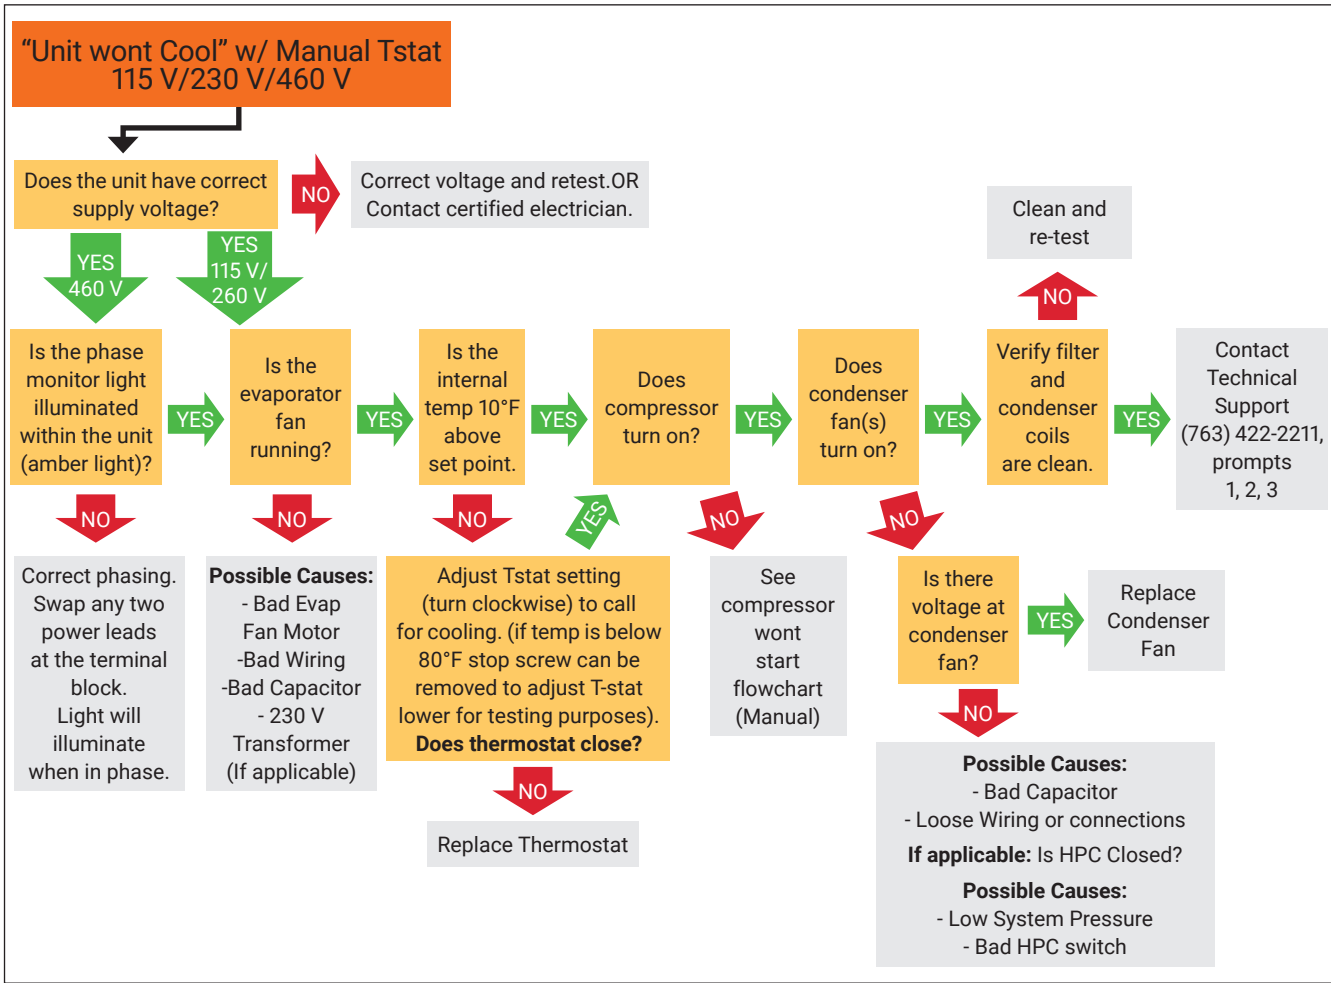 “Unit wont Cool” w/ Manual Tstat
115 V/230 V/460 V
Does the unit have correct
supply voltage?
NO
Correct voltage and retest.OR
Contact certified electrician.
YES
460 V
YES
115 V/
260 V
Is the phase
monitor light
illuminated
within the unit
(amber light)?
YES
Is the
evaporator
fan
running?
YES
Is the
internal
temp 10°F
above
set point.
YES
Does
compressor
turn on?
YES
Does
condenser
fan(s)
turn on?
YES
Verify filter
and
condenser
coils
are clean.
NO
Clean and
re-test
YES
Contact
Technical
Support
(763) 422-2211,
prompts
1, 2, 3
NO
Correct phasing.
Swap any two
power leads
at the terminal
block.
Light will
illuminate
when in phase.
NO
Possible Causes:
- Bad Evap
Fan Motor
-Bad Wiring
-Bad Capacitor
- 230 V
Transformer
(If applicable)
NO
Adjust Tstat setting
(turn clockwise) to call
for cooling. (if temp is below
80°F stop screw can be
removed to adjust T-stat
lower for testing purposes).
Does thermostat close?
YES
NO
Replace Thermostat
NO
See
compressor
wont
start
flowchart
(Manual)
NO
Is there
voltage at
condenser
fan?
YES
Replace
Condenser
Fan
NO
Possible Causes:
- Bad Capacitor
- Loose Wiring or connections
If applicable: Is HPC Closed?
Possible Causes:
- Low System Pressure
- Bad HPC switch